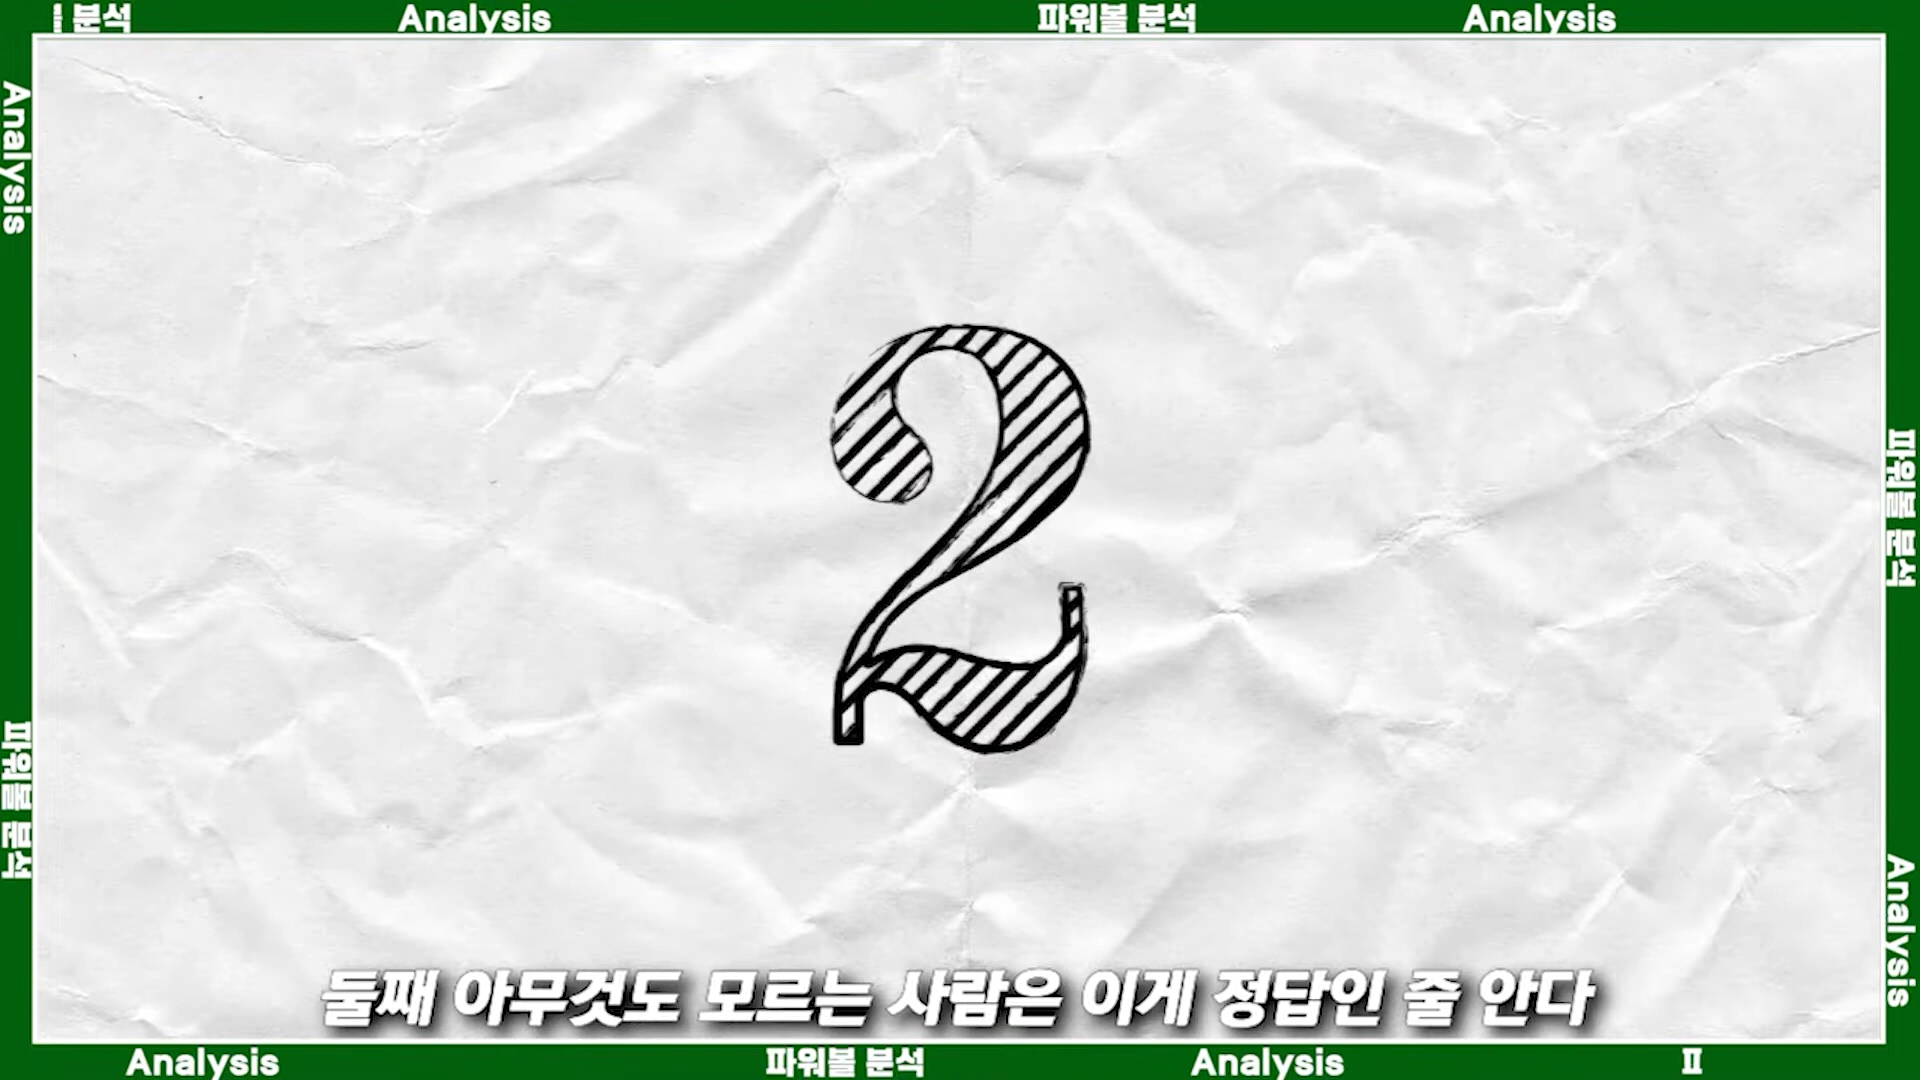 분석
Analysis
파워볼 분석
Analysis
Analysis
파워볼 분석
2
파워볼 분석
Analysis
둘째 아무것도 모르는 사람은 이게 정답인 줄 안다
Analysis
파워볼 분석
Analysis